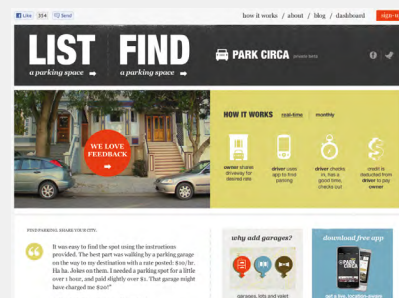 Like 354 Send
how it works / about / blog / dashboard
LIST FIND
a parking space a parking space
PARK CIRCA private beta
HOW IT WORKS real-time monthly
WE LOVE
FEEDBACK
owner shares
driveway for
desired rate
driver uses
app to find
parking
driver checks
in, has a
good time,
checks out
credit is
deducted from
driver to pay
owner
FIND PARKING. SHARE YOUR CITY.
It was easy to find the spot using the instructions
provided. The best part was walking by a parking garage
on the way to my destination with a rate posted: $10/hr.
Ha ha. Jokes on them. I needed a parking spot for a little
over 1 hour, and paid slightly over $1. That garage might
have charged me $20!"
why add garages?
garages, lots and valet
download free app
get a live, location-aware